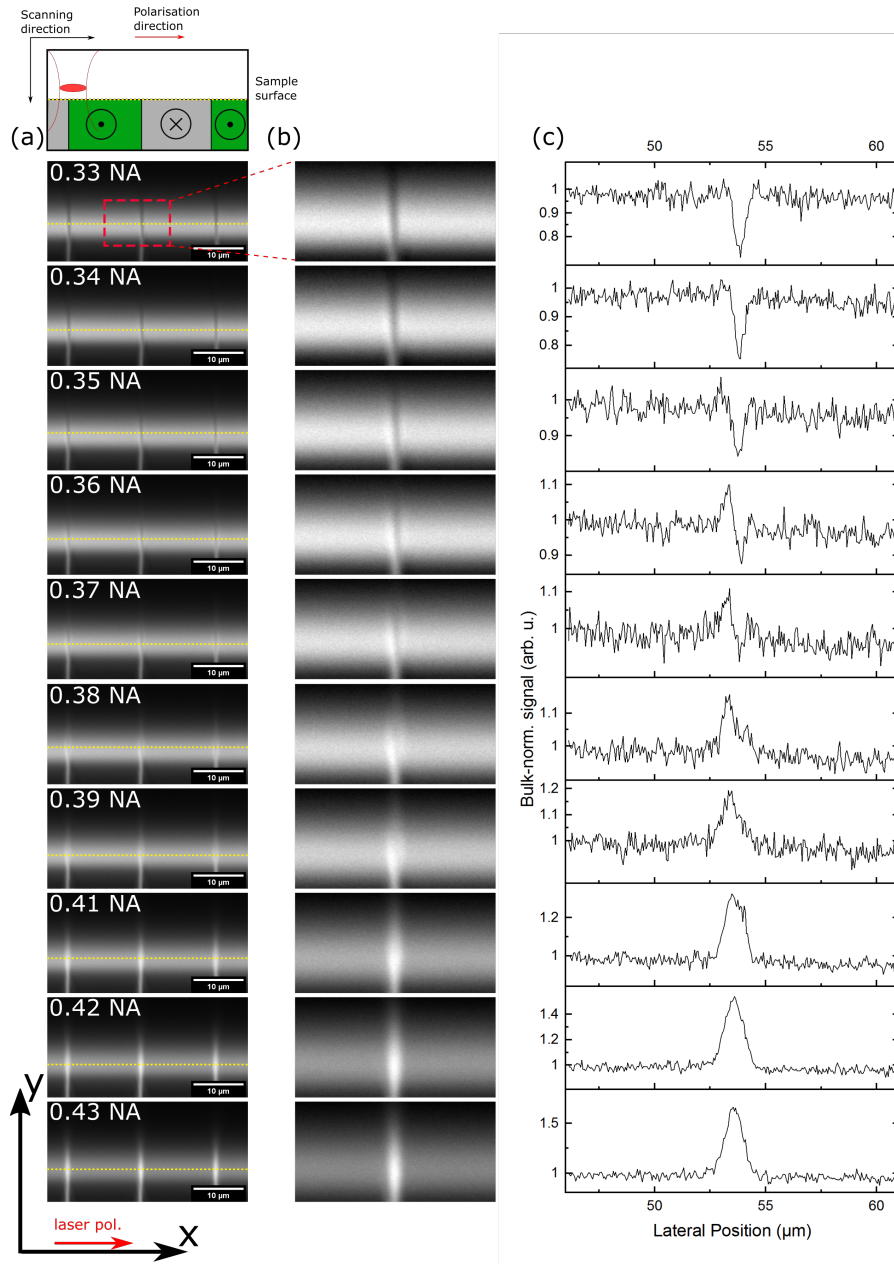 Scanning
direction
Polarisation
direction
Sample
surface
(a)
(b)
(c)
50 55 60
0.33 NA
10 µm
1
0.9
0.8
0.34 NA
10 µm
1
0.9
0.8
0.35 NA
10 µm
1
0.9
0.36 NA
10 µm
1.1
1
0.9
0.37 NA
10 µm
1.1
1
0.38 NA
10 µm
1.1
1
0.39 NA
10 µm
1.2
1.1
1
0.41 NA
10 µm
1.2
1
0.42 NA
10 µm
1.4
1.2
1
0.43 NA
10 µm
1.5
1
Bulk-norm. signal (arb. u.)
50 55 60
Lateral Position (µm)
y
laser pol.
x